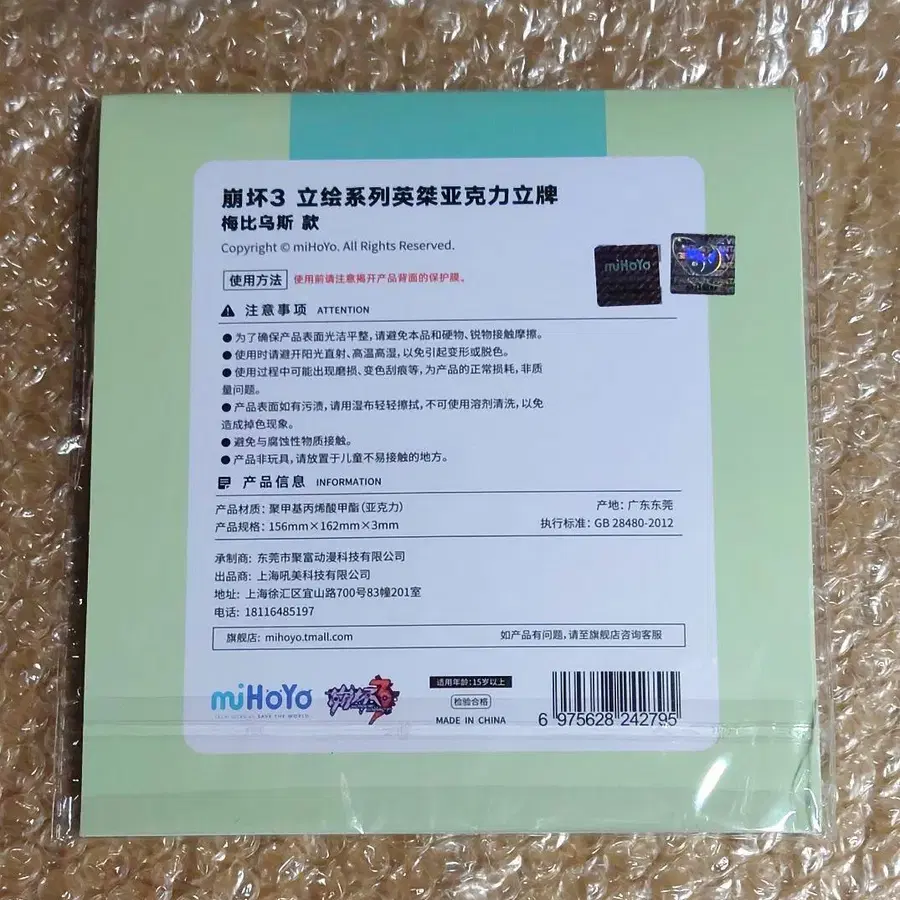 崩坏3 立绘系列英桀亚克力立牌
梅比乌斯 款
Copyright © miHoYo. All Rights Reserved.
miHoYo
使用方法 使用前请注意揭开产品背面的保护膜。
注意事项 ATTENTION
●为了确保产品表面光洁平整,请避免本品和硬物、锐物接触摩擦。
●使用时请避开阳光直射、高温高湿,以免引起变形或脱色。
●使用过程中可能出现磨损、变色刮痕等,为产品的正常损耗,非质
量问题。
●产品表面如有污渍,请用湿布轻轻擦拭,不可使用溶剂清洗,以免
造成掉色现象。
●避免与腐蚀性物质接触。
●产品非玩具,请放置于儿童不易接触的地方。
产品信息 INFORMATION
产品材质: 聚甲基丙烯酸甲酯(亚克力) 产地: 广东东莞
产品规格: 156mm×162mm×3mm 执行标准: GB 28480-2012
承制商: 东莞市聚富动漫科技有限公司
出品商: 上海吼美科技有限公司
地址: 上海徐汇区宜山路700号83幢201室
电话: 18116485197
旗舰店: mihoyo.tmall.com 如产品有问题,请至旗舰店咨询客服
miHoYo
TECH OTAKUS SAVE THE WORLD
崩坏3
适用年龄:15岁以上
检验合格
MADE IN CHINA
6 975628 242795